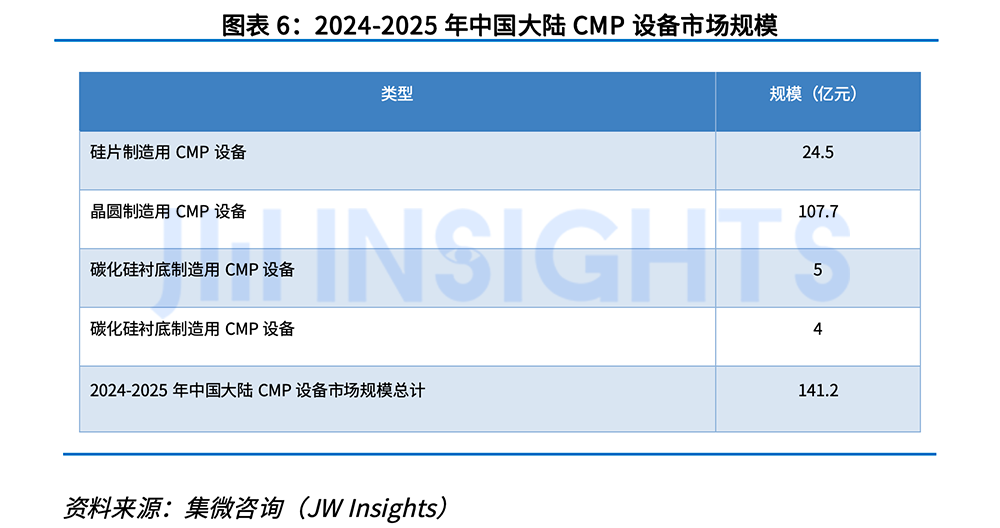 图表 6：2024-2025 年中国大陆 CMP 设备市场规模
类型 规模（亿元）
硅片制造用 CMP 设备 24.5
晶圆制造用 CMP 设备 107.7
碳化硅衬底制造用 CMP 设备 5
碳化硅衬底制造用 CMP 设备 4
2024-2025 年中国大陆 CMP 设备市场规模总计 141.2
JW INSIGHTS
资料来源：集微咨询（JW Insights）